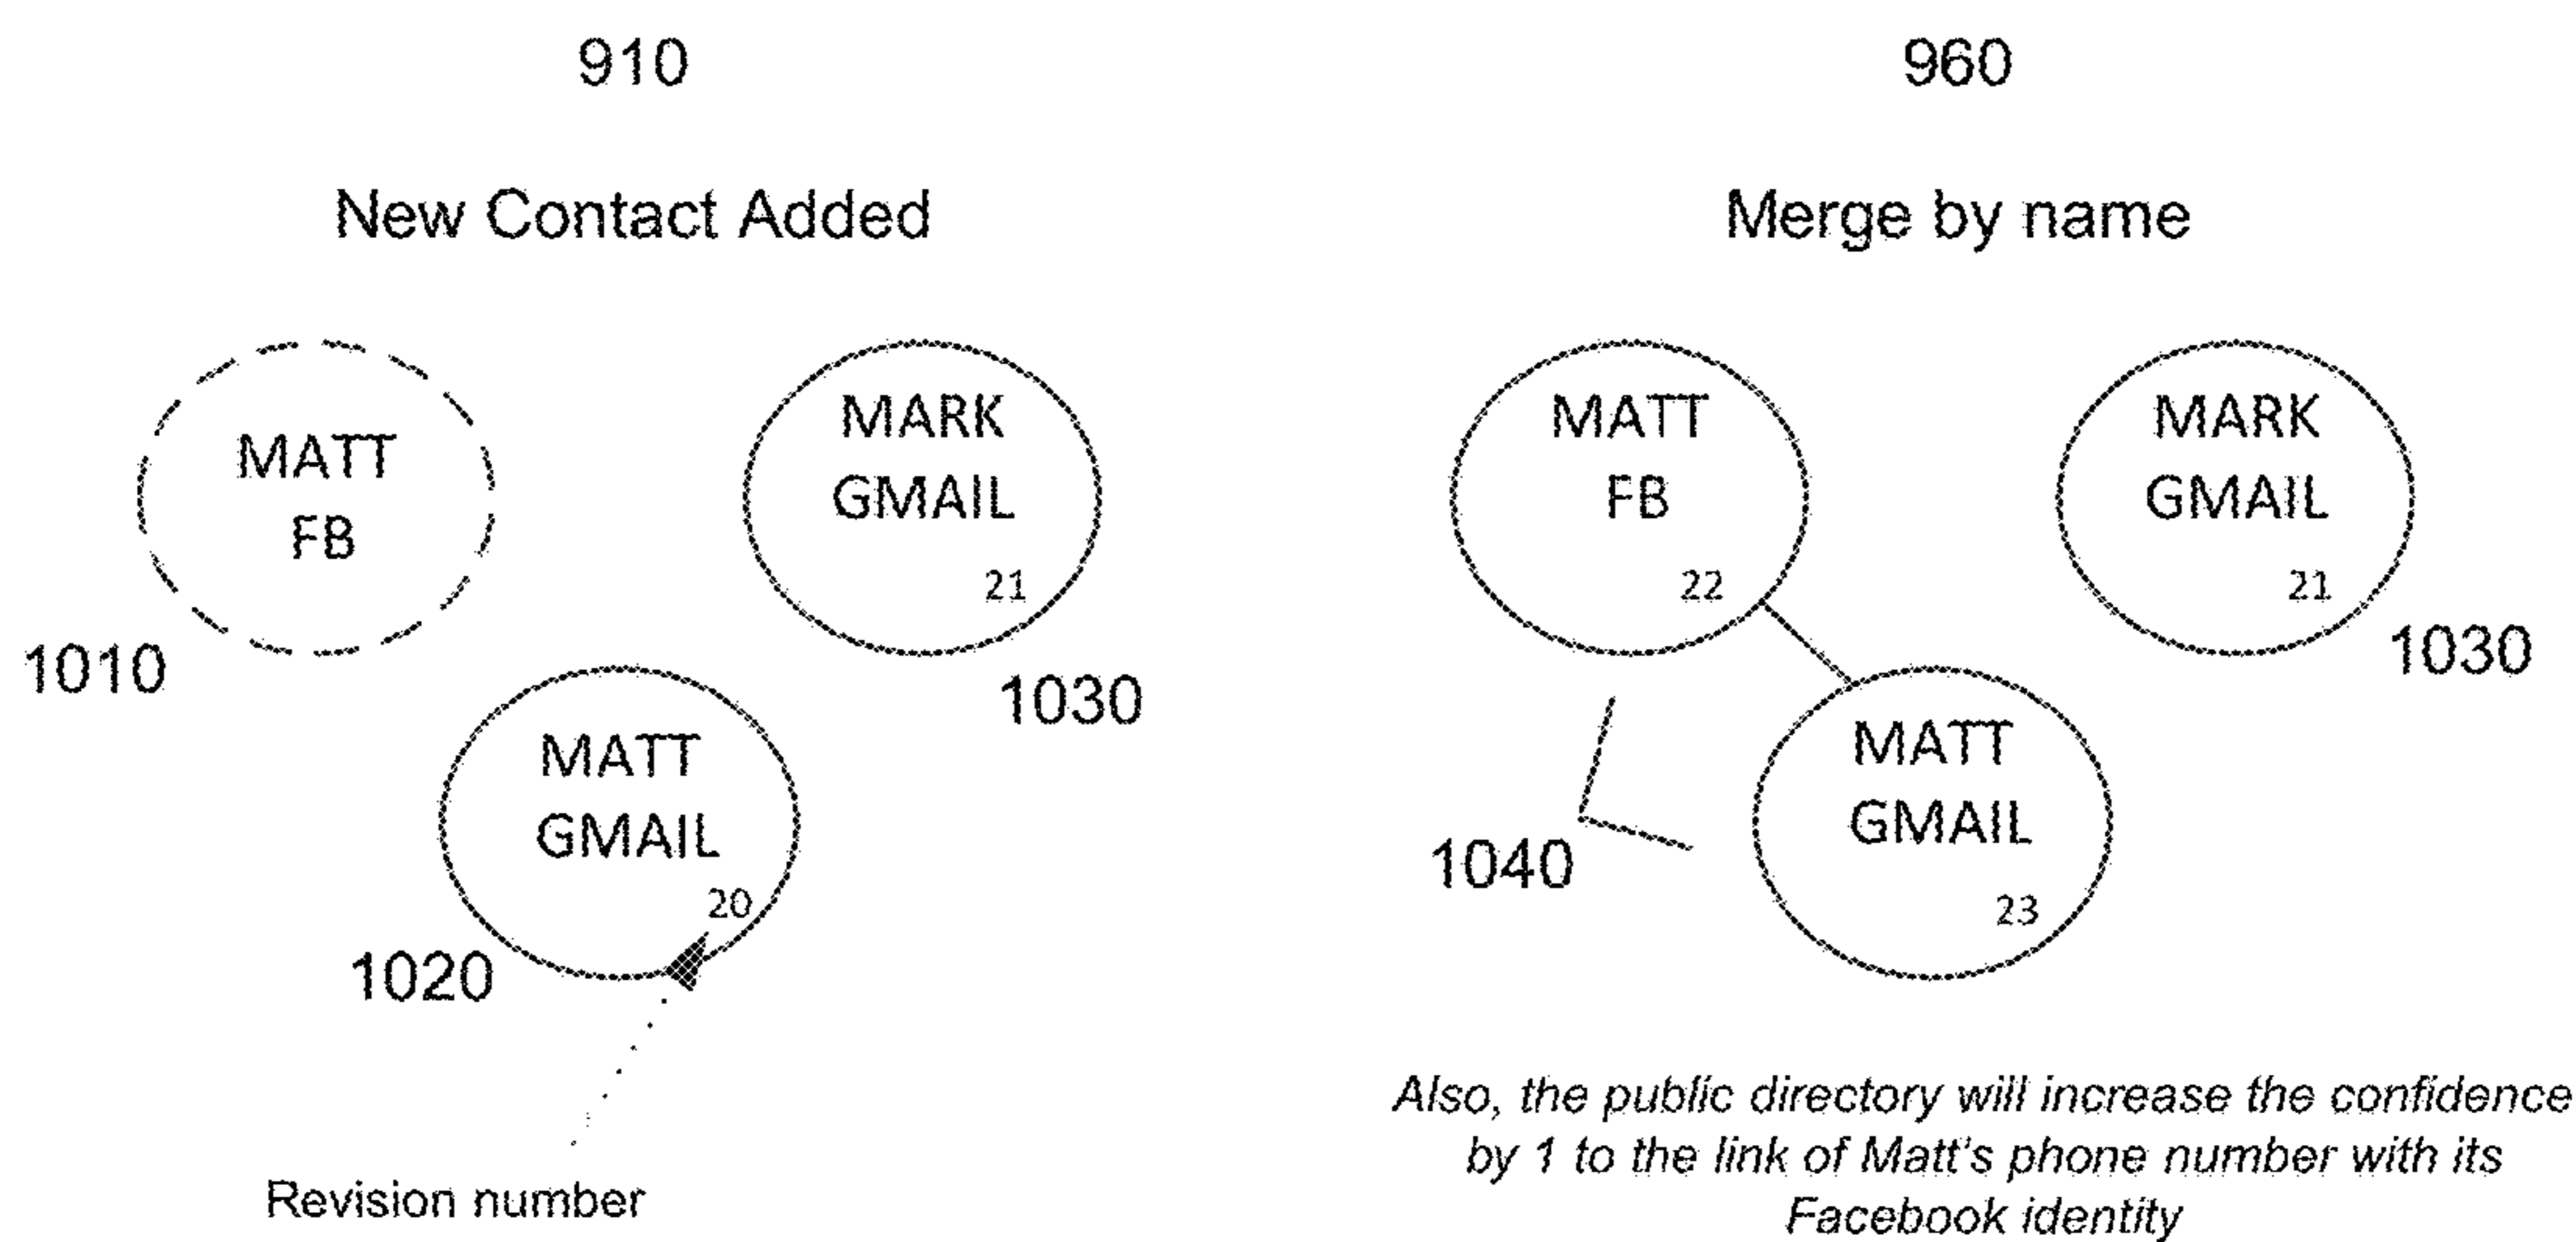 910
New Contact Added
MATT
FB
1010
MARK
GMAIL
21
1030
MATT
GMAIL
20
1020
Revision number
960
Merge by name
MATT
FB
22
MARK
GMAIL
21
1030
1040
MATT
GMAIL
23
Also, the public directory will increase the confidence
by 1 to the link of Matt's phone number with its
Facebook identity